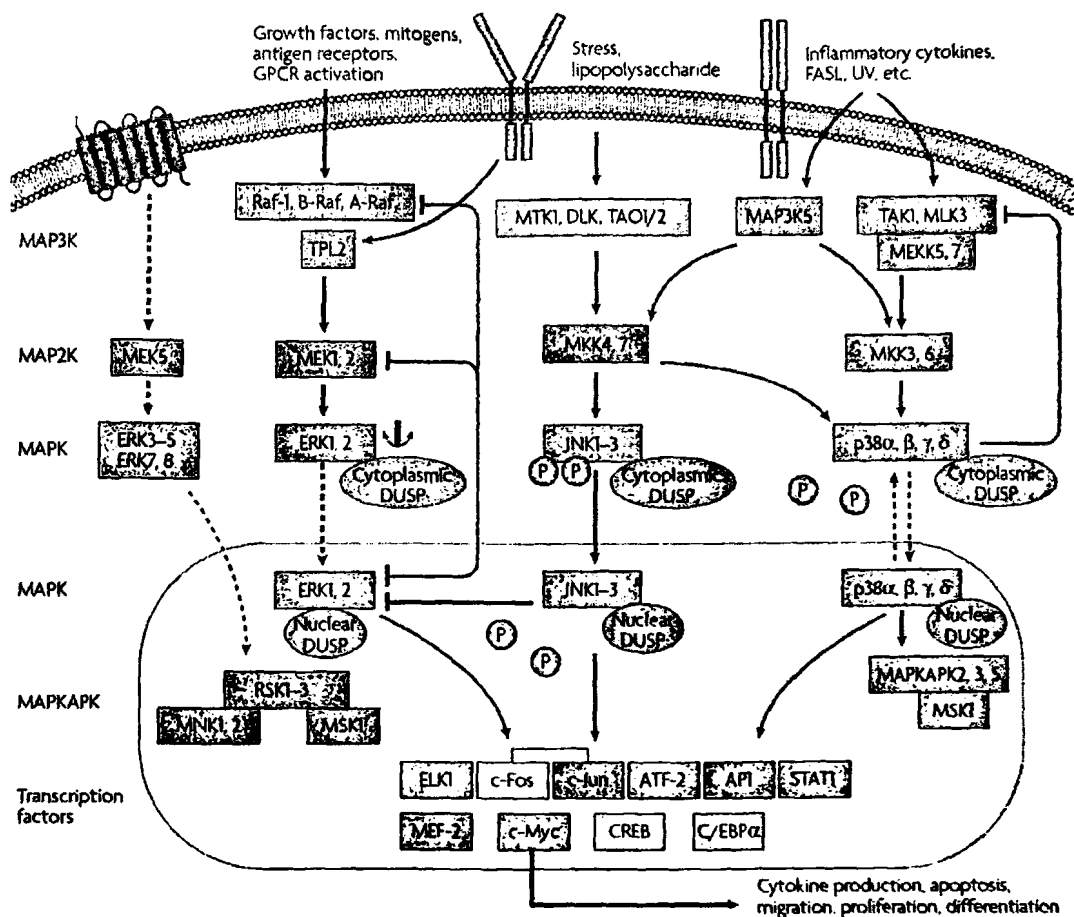 Growth factors, mitogens,
antigen receptors,
GPCR activation
Stress,
lipopolysaccharide
Inflammatory cytokines,
FASL, UV, etc.
MAP3K
Raf-1, B-Raf, A-Raf
TPL2
MTK1, DLK, TAO1/2
MAP3K5
TAK1, MLK3
MEKK5, 7
MAP2K
MEK5
MEK1, 2
MKK4, 7
MKK3, 6
MAPK
ERK3–5
ERK7, 8
ERK1, 2
Cytoplasmic
DUSP
JNK1–3
P P
Cytoplasmic
DUSP
p38α, β, γ, δ
Cytoplasmic
DUSP
P P
MAPK
ERK1, 2
Nuclear
DUSP
P
P
JNK1–3
Nuclear
DUSP
p38α, β, γ, δ
Nuclear
DUSP
MAPKAPK
RSK1–3
MNK1, 2
MSK1
MAPKAPK2, 3, 5
MSK1
Transcription
factors
ELK1 c-Fos c-Jun ATF-2 AP1 STAT1
MEF-2 c-Myc CREB C/EBPα
Cytokine production, apoptosis,
migration, proliferation, differentiation